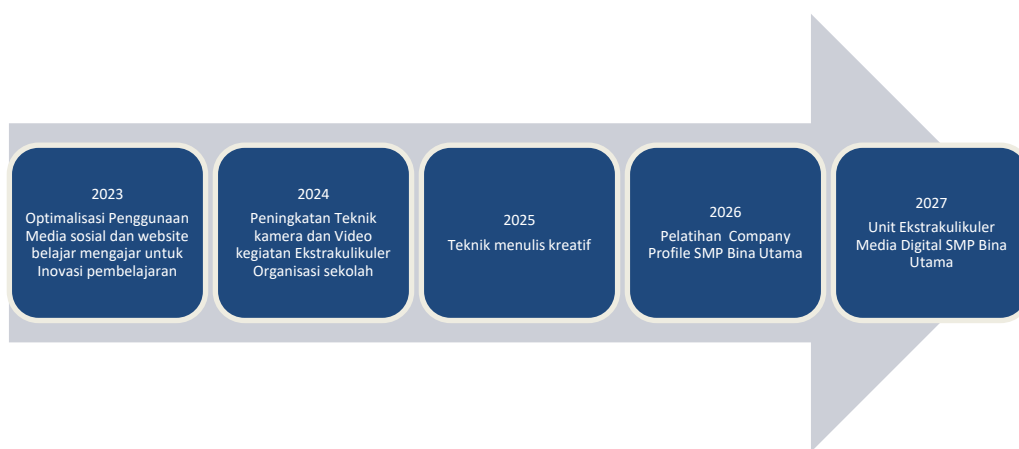 2023
Optimalisasi Penggunaan
Media sosial dan website
belajar mengajar untuk
Inovasi pembelajaran
2024
Peningkatan Teknik
kamera dan Video
kegiatan Ekstrakulikuler
Organisasi sekolah
2025
Teknik menulis kreatif
2026
Pelatihan  Company
Profile SMP Bina Utama
2027
Unit Ekstrakulikuler
Media Digital SMP Bina
Utama